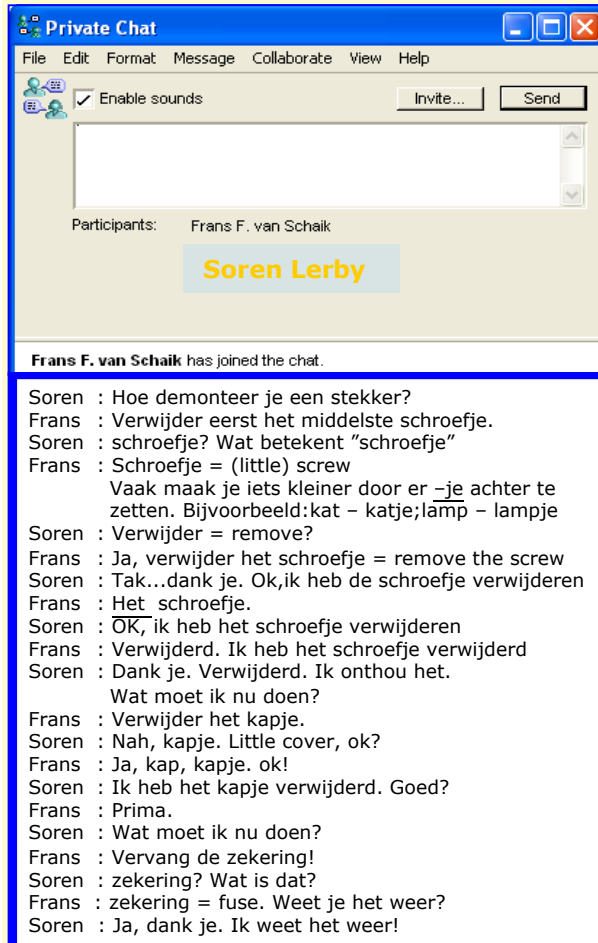 Private Chat
File Edit Format Message Collaborate View Help
Enable sounds Invite... Send
Participants: Frans F. van Schaik
Soren Lerby
Frans F. van Schaik has joined the chat.
Soren : Hoe demonteer je een stekker?
Frans : Verwijder eerst het middelste schroefje.
Soren : schroefje? Wat betekent ”schroefje”
Frans : Schroefje = (little) screw
Vaak maak je iets kleiner door er –je achter te
zetten. Bijvoorbeeld:kat – katje;lamp – lampje
Soren : Verwijder = remove?
Frans : Ja, verwijder het schroefje = remove the screw
Soren : Tak...dank je. Ok,ik heb de schroefje verwijderen
Frans : Het schroefje.
Soren : OK, ik heb het schroefje verwijderen
Frans : Verwijderd. Ik heb het schroefje verwijderd
Soren : Dank je. Verwijderd. Ik onthou het.
Wat moet ik nu doen?
Frans : Verwijder het kapje.
Soren : Nah, kapje. Little cover, ok?
Frans : Ja, kap, kapje. ok!
Soren : Ik heb het kapje verwijderd. Goed?
Frans : Prima.
Soren : Wat moet ik nu doen?
Frans : Vervang de zekering!
Soren : zekering? Wat is dat?
Frans : zekering = fuse. Weet je het weer?
Soren : Ja, dank je. Ik weet het weer!